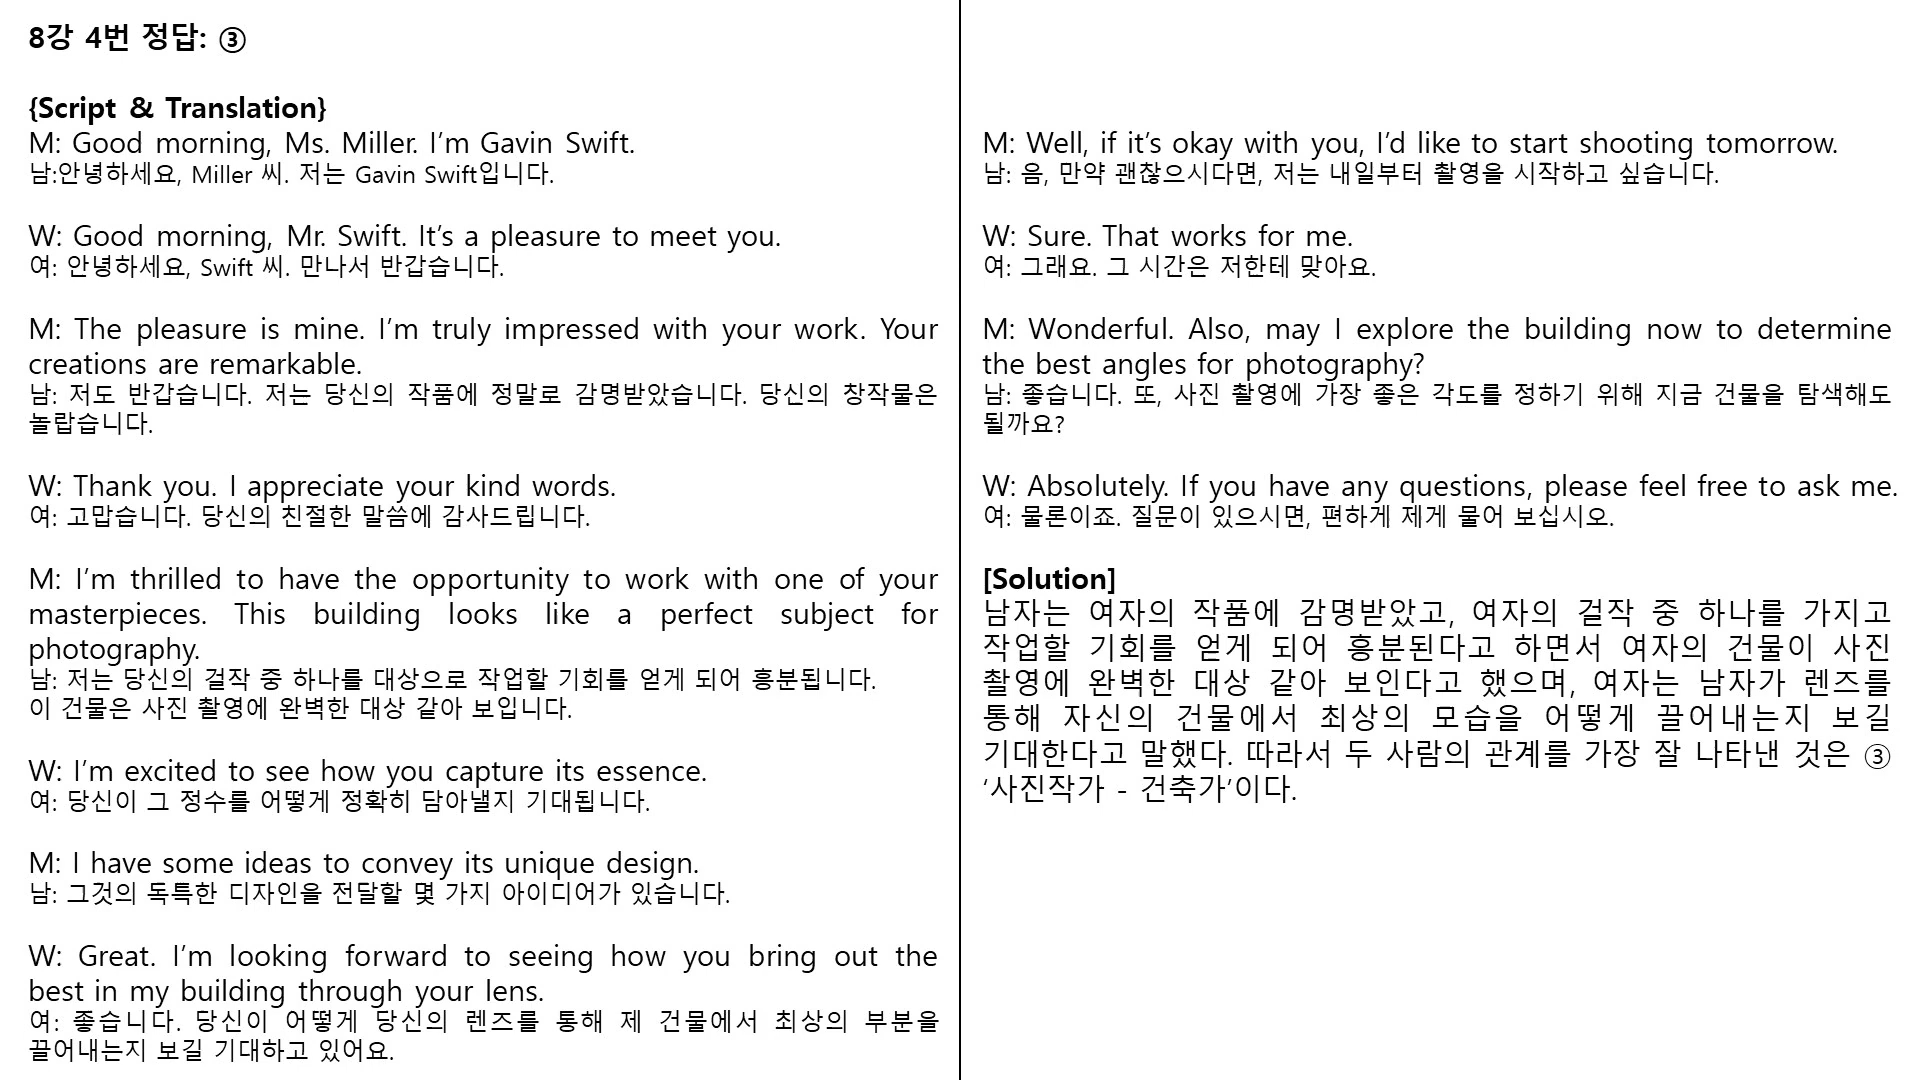 8강 4번 정답: ③
{Script & Translation}
M: Good morning, Ms. Miller. I’m Gavin Swift.
남:안녕하세요, Miller 씨. 저는 Gavin Swift입니다.
W: Good morning, Mr. Swift. It’s a pleasure to meet you.
여: 안녕하세요, Swift 씨. 만나서 반갑습니다.
M: The pleasure is mine. I’m truly impressed with your work. Your
creations are remarkable.
남: 저도 반갑습니다. 저는 당신의 작품에 정말로 감명받았습니다. 당신의 창작물은
놀랍습니다.
W: Thank you. I appreciate your kind words.
여: 고맙습니다. 당신의 친절한 말씀에 감사드립니다.
M: I’m thrilled to have the opportunity to work with one of your
masterpieces. This building looks like a perfect subject for
photography.
남: 저는 당신의 걸작 중 하나를 대상으로 작업할 기회를 얻게 되어 흥분됩니다.
이 건물은 사진 촬영에 완벽한 대상 같아 보입니다.
W: I’m excited to see how you capture its essence.
여: 당신이 그 정수를 어떻게 정확히 담아낼지 기대됩니다.
M: I have some ideas to convey its unique design.
남: 그것의 독특한 디자인을 전달할 몇 가지 아이디어가 있습니다.
W: Great. I’m looking forward to seeing how you bring out the
best in my building through your lens.
여: 좋습니다. 당신이 어떻게 당신의 렌즈를 통해 제 건물에서 최상의 부분을
끌어내는지 보길 기대하고 있어요.
M: Well, if it’s okay with you, I’d like to start shooting tomorrow.
남: 음, 만약 괜찮으시다면, 저는 내일부터 촬영을 시작하고 싶습니다.
W: Sure. That works for me.
여: 그래요. 그 시간은 저한테 맞아요.
M: Wonderful. Also, may I explore the building now to determine
the best angles for photography?
남: 좋습니다. 또, 사진 촬영에 가장 좋은 각도를 정하기 위해 지금 건물을 탐색해도
될까요?
W: Absolutely. If you have any questions, please feel free to ask me.
여: 물론이죠. 질문이 있으시면, 편하게 제게 물어 보십시오.
[Solution]
남자는 여자의 작품에 감명받았고, 여자의 걸작 중 하나를 가지고
작업할 기회를 얻게 되어 흥분된다고 하면서 여자의 건물이 사진
촬영에 완벽한 대상 같아 보인다고 했으며, 여자는 남자가 렌즈를
통해 자신의 건물에서 최상의 모습을 어떻게 끌어내는지 보길
기대한다고 말했다. 따라서 두 사람의 관계를 가장 잘 나타낸 것은 ③
‘사진작가 - 건축가’이다.